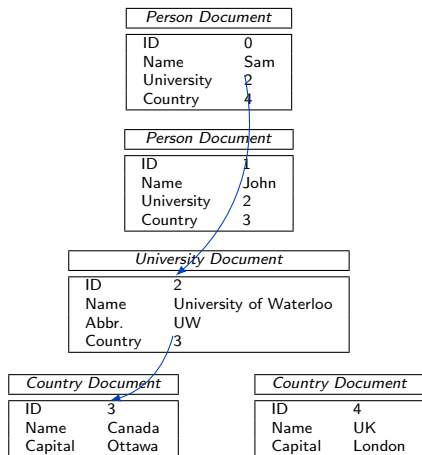 Person Document
ID 0
Name Sam
University 2
Country 4
Person Document
ID 1
Name John
University 2
Country 3
University Document
ID 2
Name University of Waterloo
Abbr. UW
Country 3
Country Document
ID 3
Name Canada
Capital Ottawa
Country Document
ID 4
Name UK
Capital London